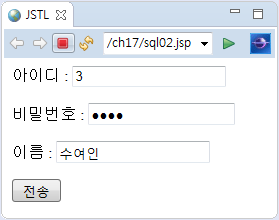 JSTL
/ch17/sql02.jsp
아이디 : 3
비밀번호 : ●●●●
이름 : 수여인
전송